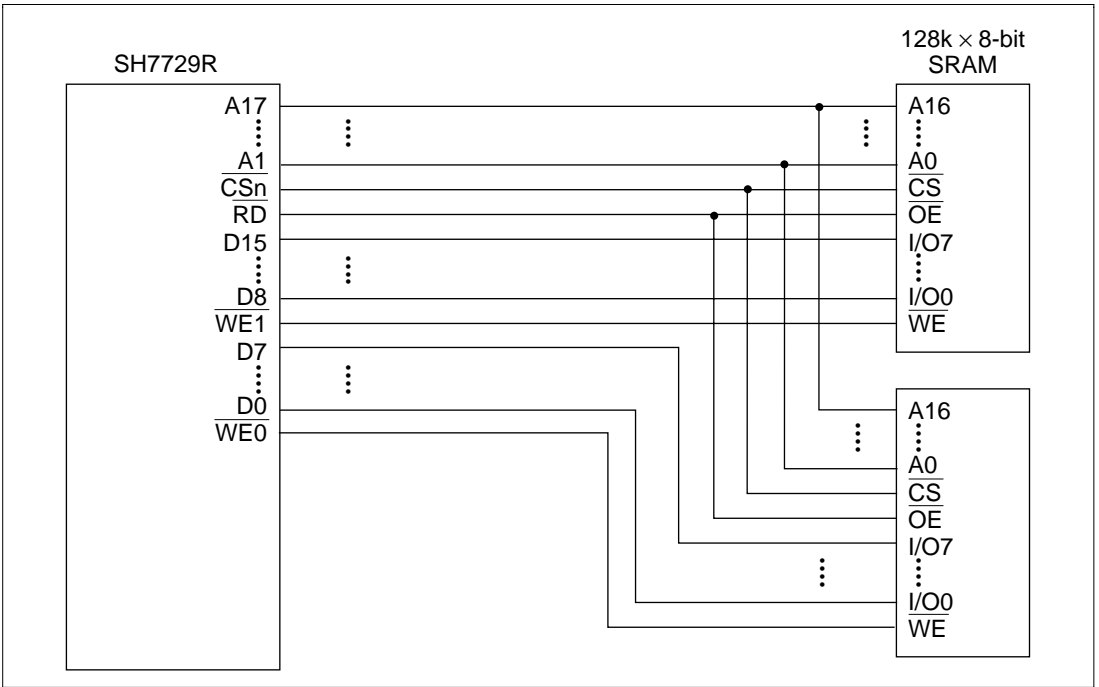 SH7729R
A17
A1
CSn
RD
D15
D8
WE1
D7
D0
WE0
128k × 8-bit
SRAM
A16
A0
CS
OE
I/O7
I/O0
WE
A16
A0
CS
OE
I/O7
I/O0
WE